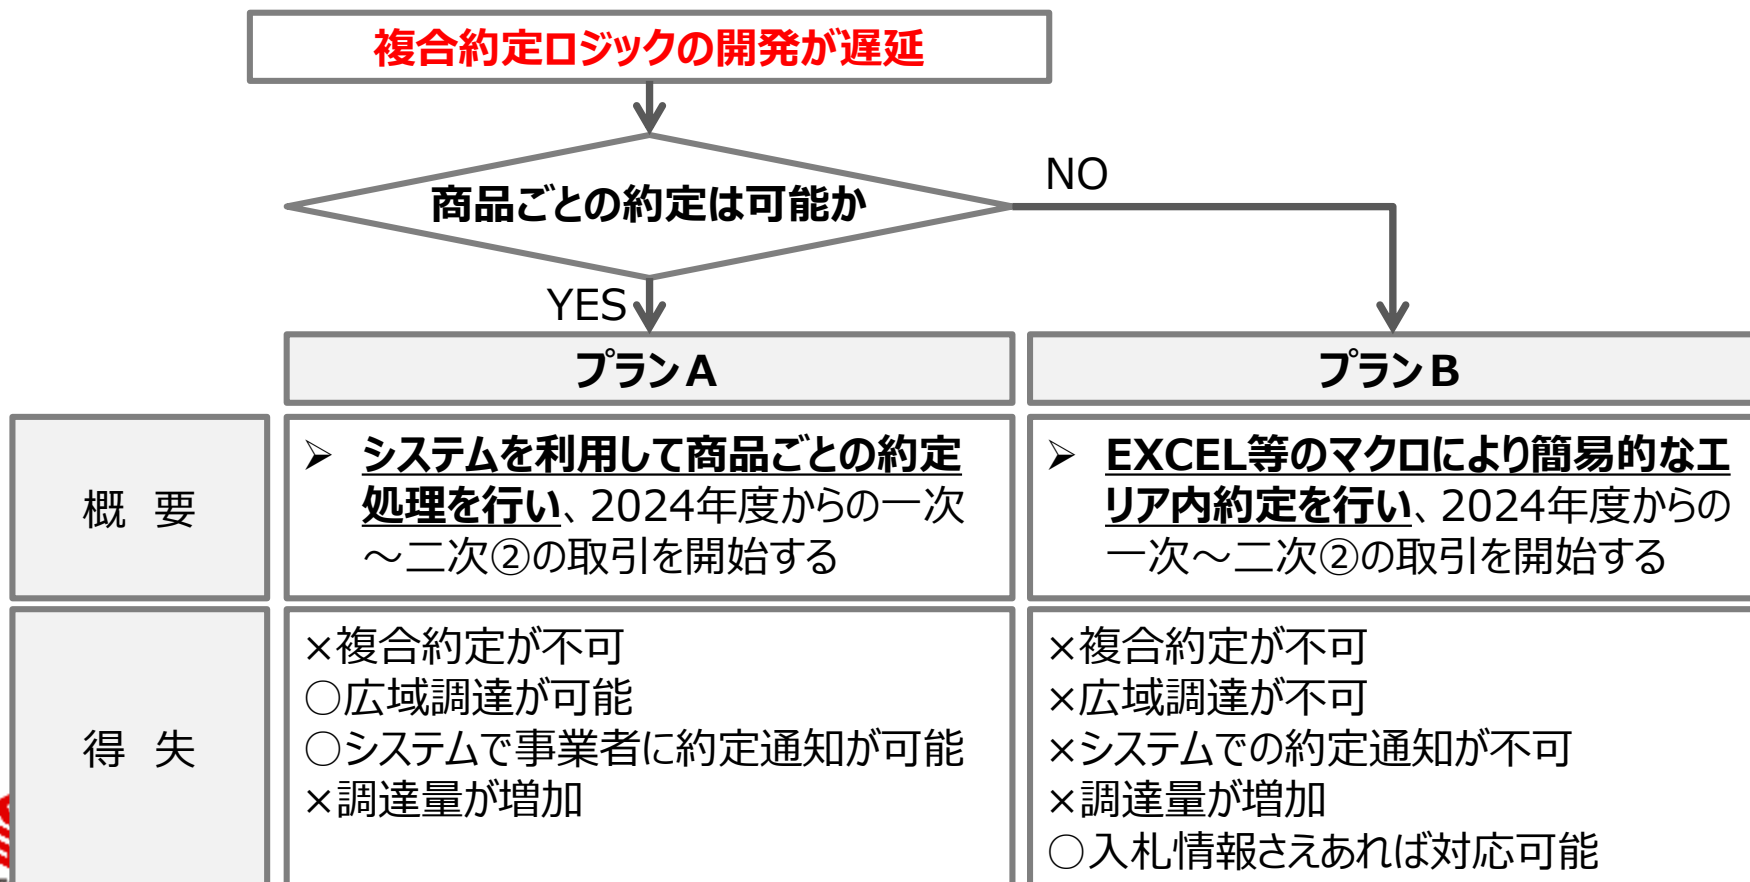 複合約定ロジックの開発が遅延
商品ごとの約定は可能か
NO
YES
プランA
プランB
概 要
➢ システムを利用して商品ごとの約定
処理を行い、2024年度からの一次
～二次②の取引を開始する
➢ EXCEL等のマクロにより簡易的なエ
リア内約定を行い、2024年度からの
一次～二次②の取引を開始する
得 失
×複合約定が不可
○広域調達が可能
○システムで事業者に約定通知が可能
×調達量が増加
×複合約定が不可
×広域調達が不可
×システムでの約定通知が不可
×調達量が増加
○入札情報さえあれば対応可能